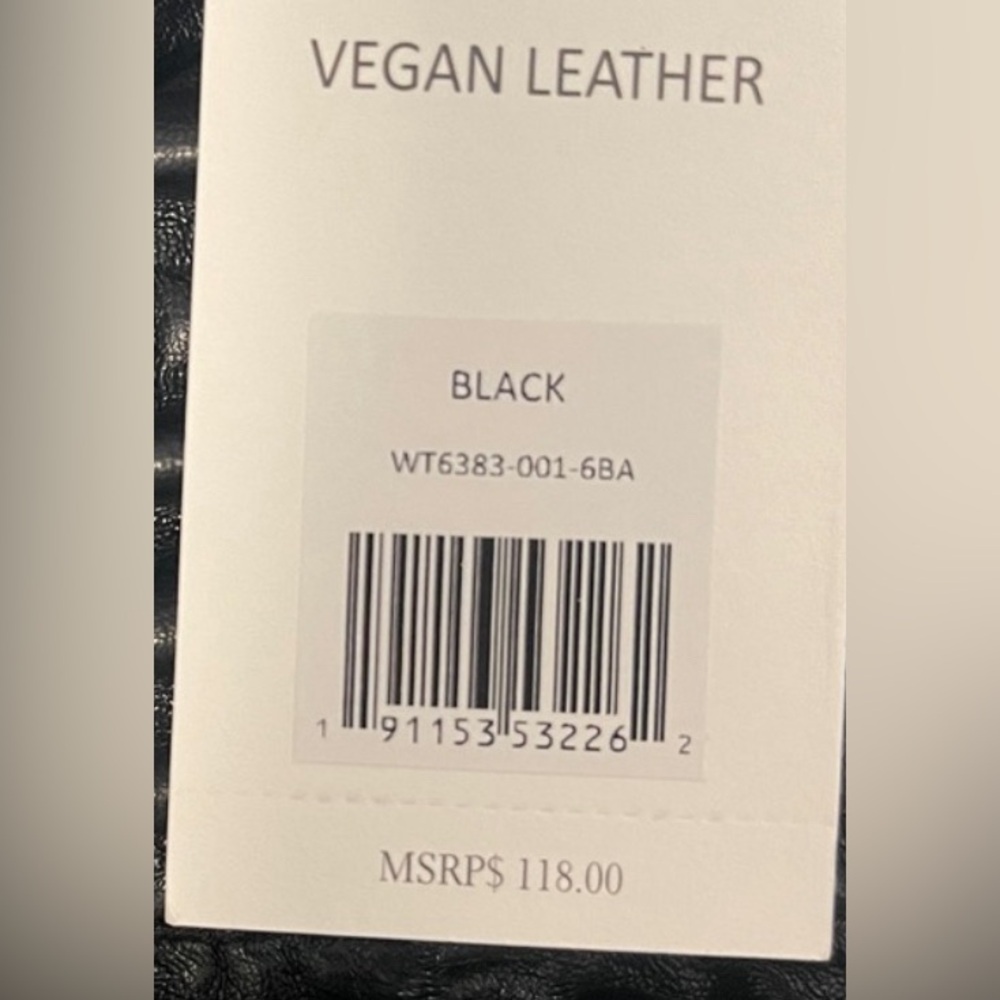 VEGAN LEATHER
BLACK
WT6383-001-6BA
1 91153 53226 2
MSRP$ 118.00